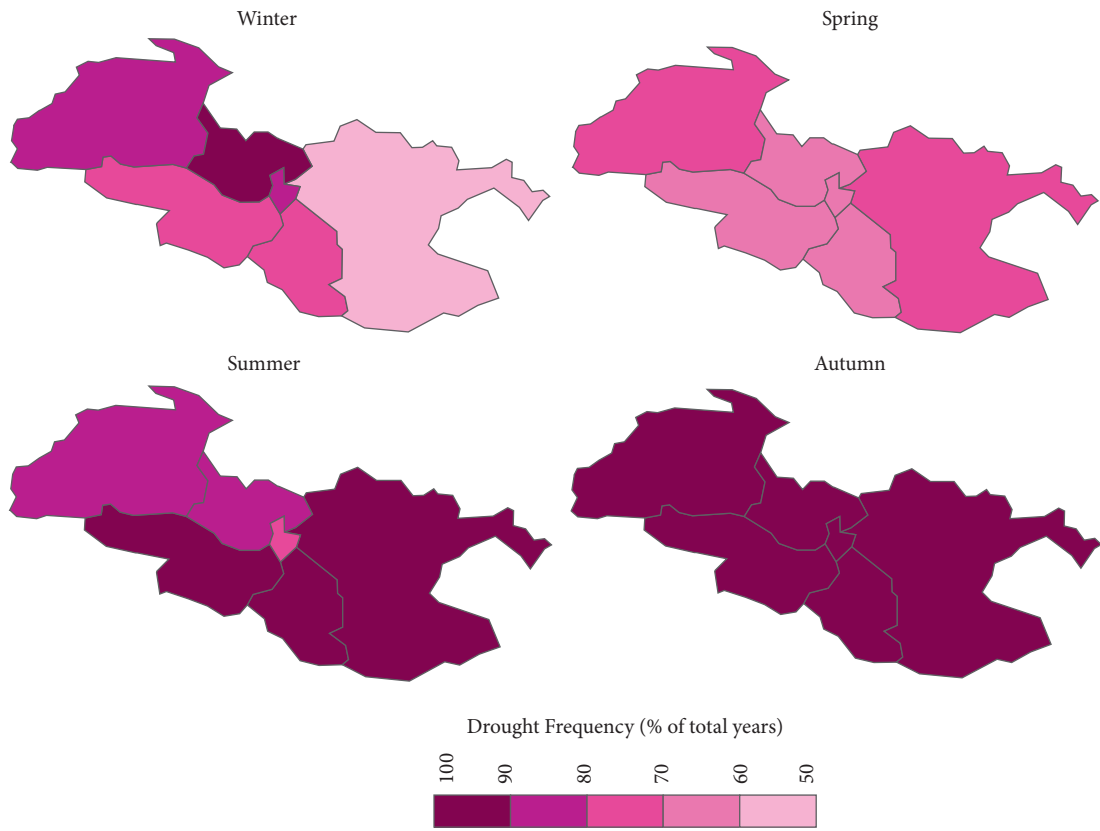 Winter
Spring
Summer
Autumn
Drought Frequency (% of total years)
100
90
80
70
60
50